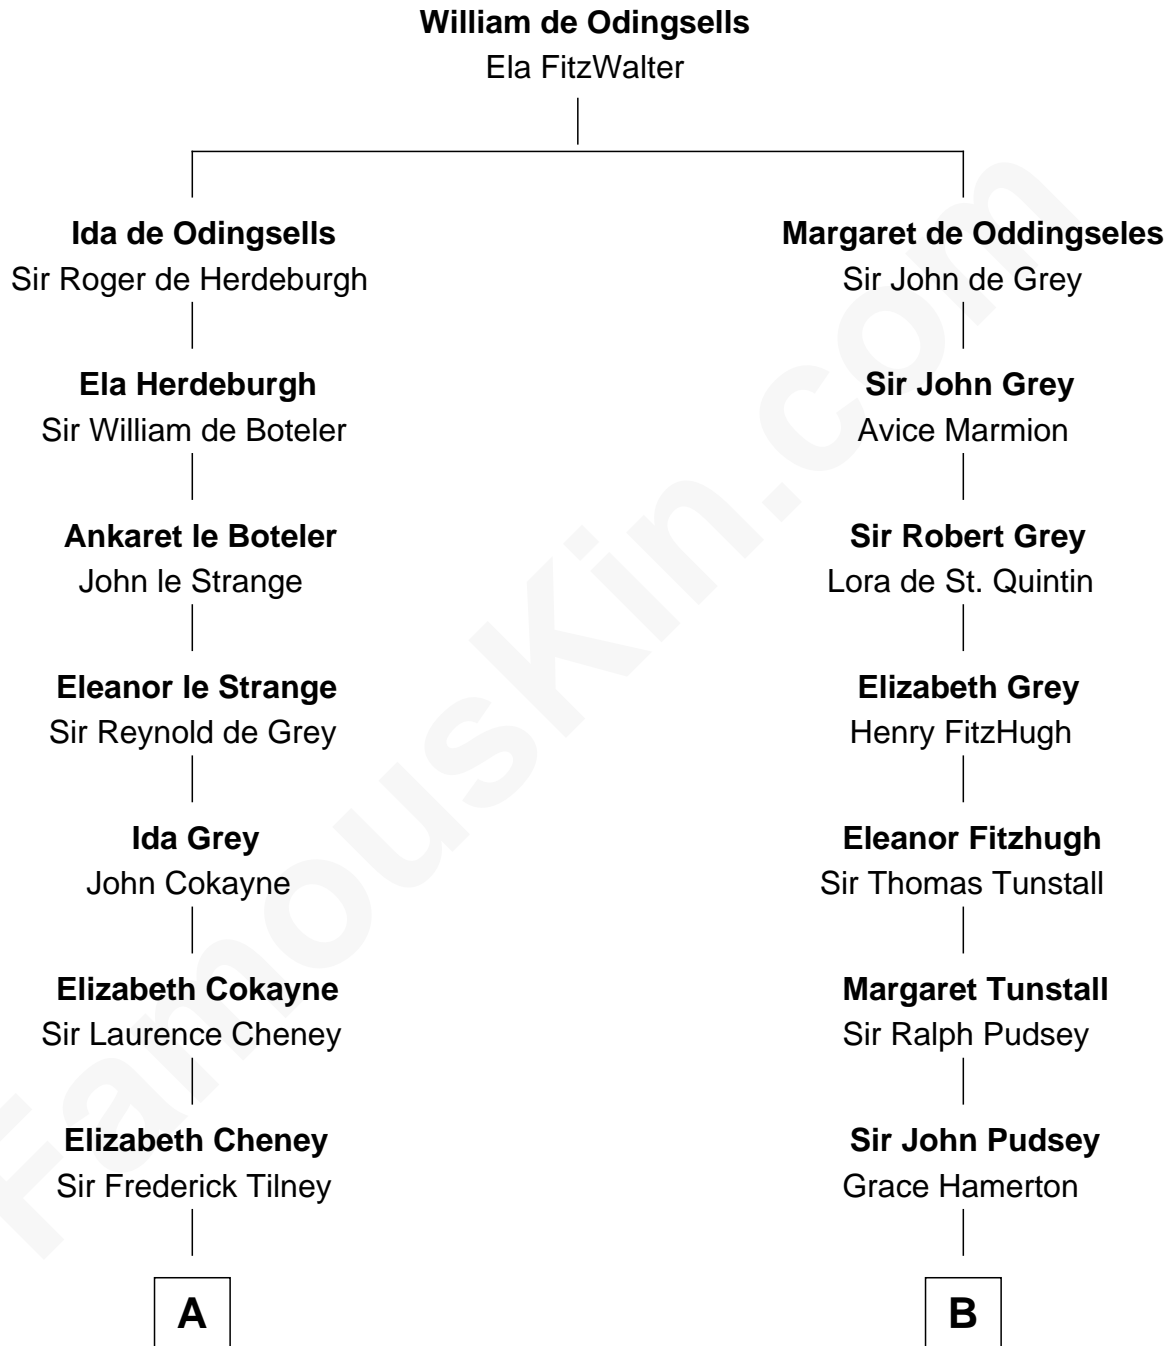 William de Odingsells
Ela FitzWalter
Ida de Odingsells
Sir Roger de Herdeburgh
Margaret de Oddingseles
Sir John de Grey
Ela Herdeburgh
Sir William de Boteler
Sir John Grey
Avice Marmion
Ankaret le Boteler
John le Strange
Sir Robert Grey
Lora de St. Quintin
Eleanor le Strange
Sir Reynold de Grey
Elizabeth Grey
Henry FitzHugh
Ida Grey
John Cokayne
Eleanor Fitzhugh
Sir Thomas Tunstall
Elizabeth Cokayne
Sir Laurence Cheney
Margaret Tunstall
Sir Ralph Pudsey
Elizabeth Cheney
Sir Frederick Tilney
Sir John Pudsey
Grace Hamerton
A
B
FamousKin.com